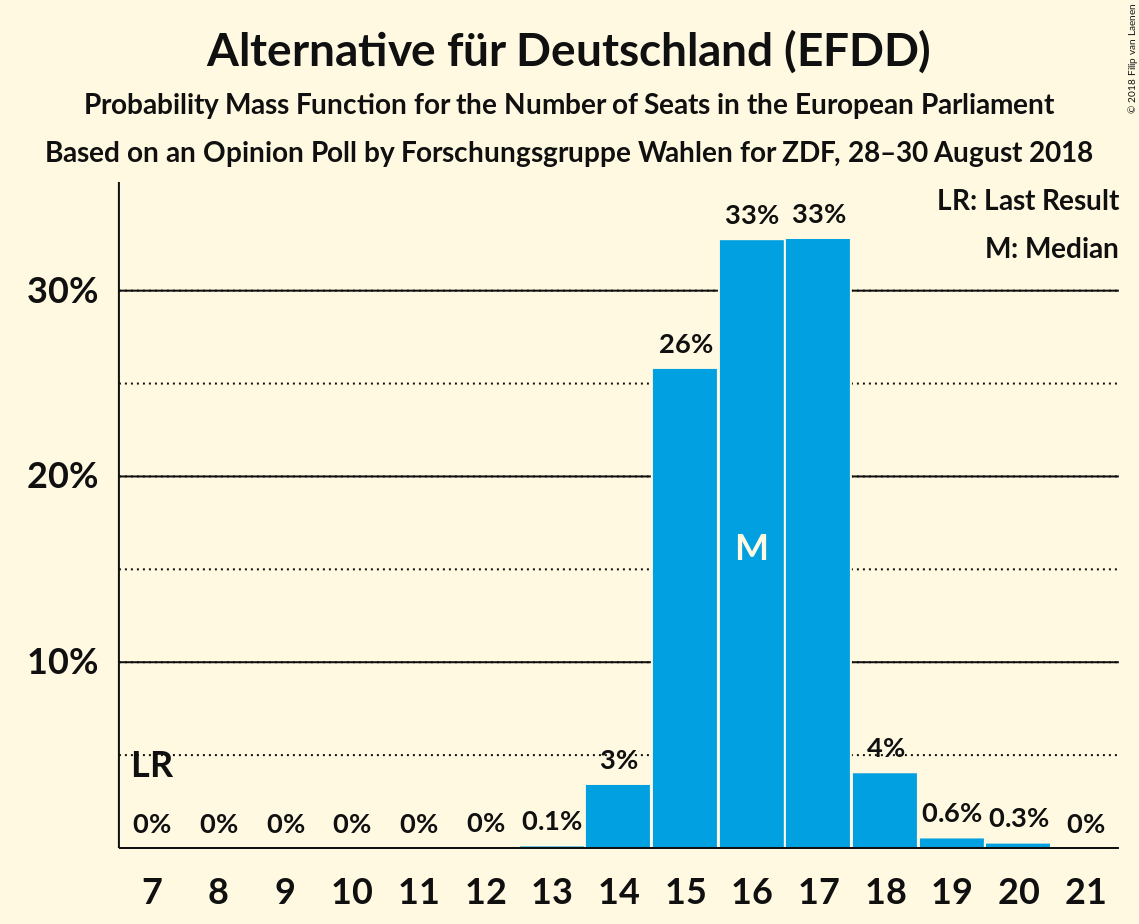 Alternative für Deutschland (EFDD)
Probability Mass Function for the Number of Seats in the European Parliament
Based on an Opinion Poll by Forschungsgruppe Wahlen for ZDF, 28–30 August 2018
© 2018 Filip van Laenen
LR: Last Result
M: Median
33% 33%
30%
26%
20%
M
10%
4%
3%
LR
0% 0% 0% 0% 0% 0% 0.1% 0.6% 0.3% 0%
7 8 9 10 11 12 13 14 15 16 17 18 19 20 21